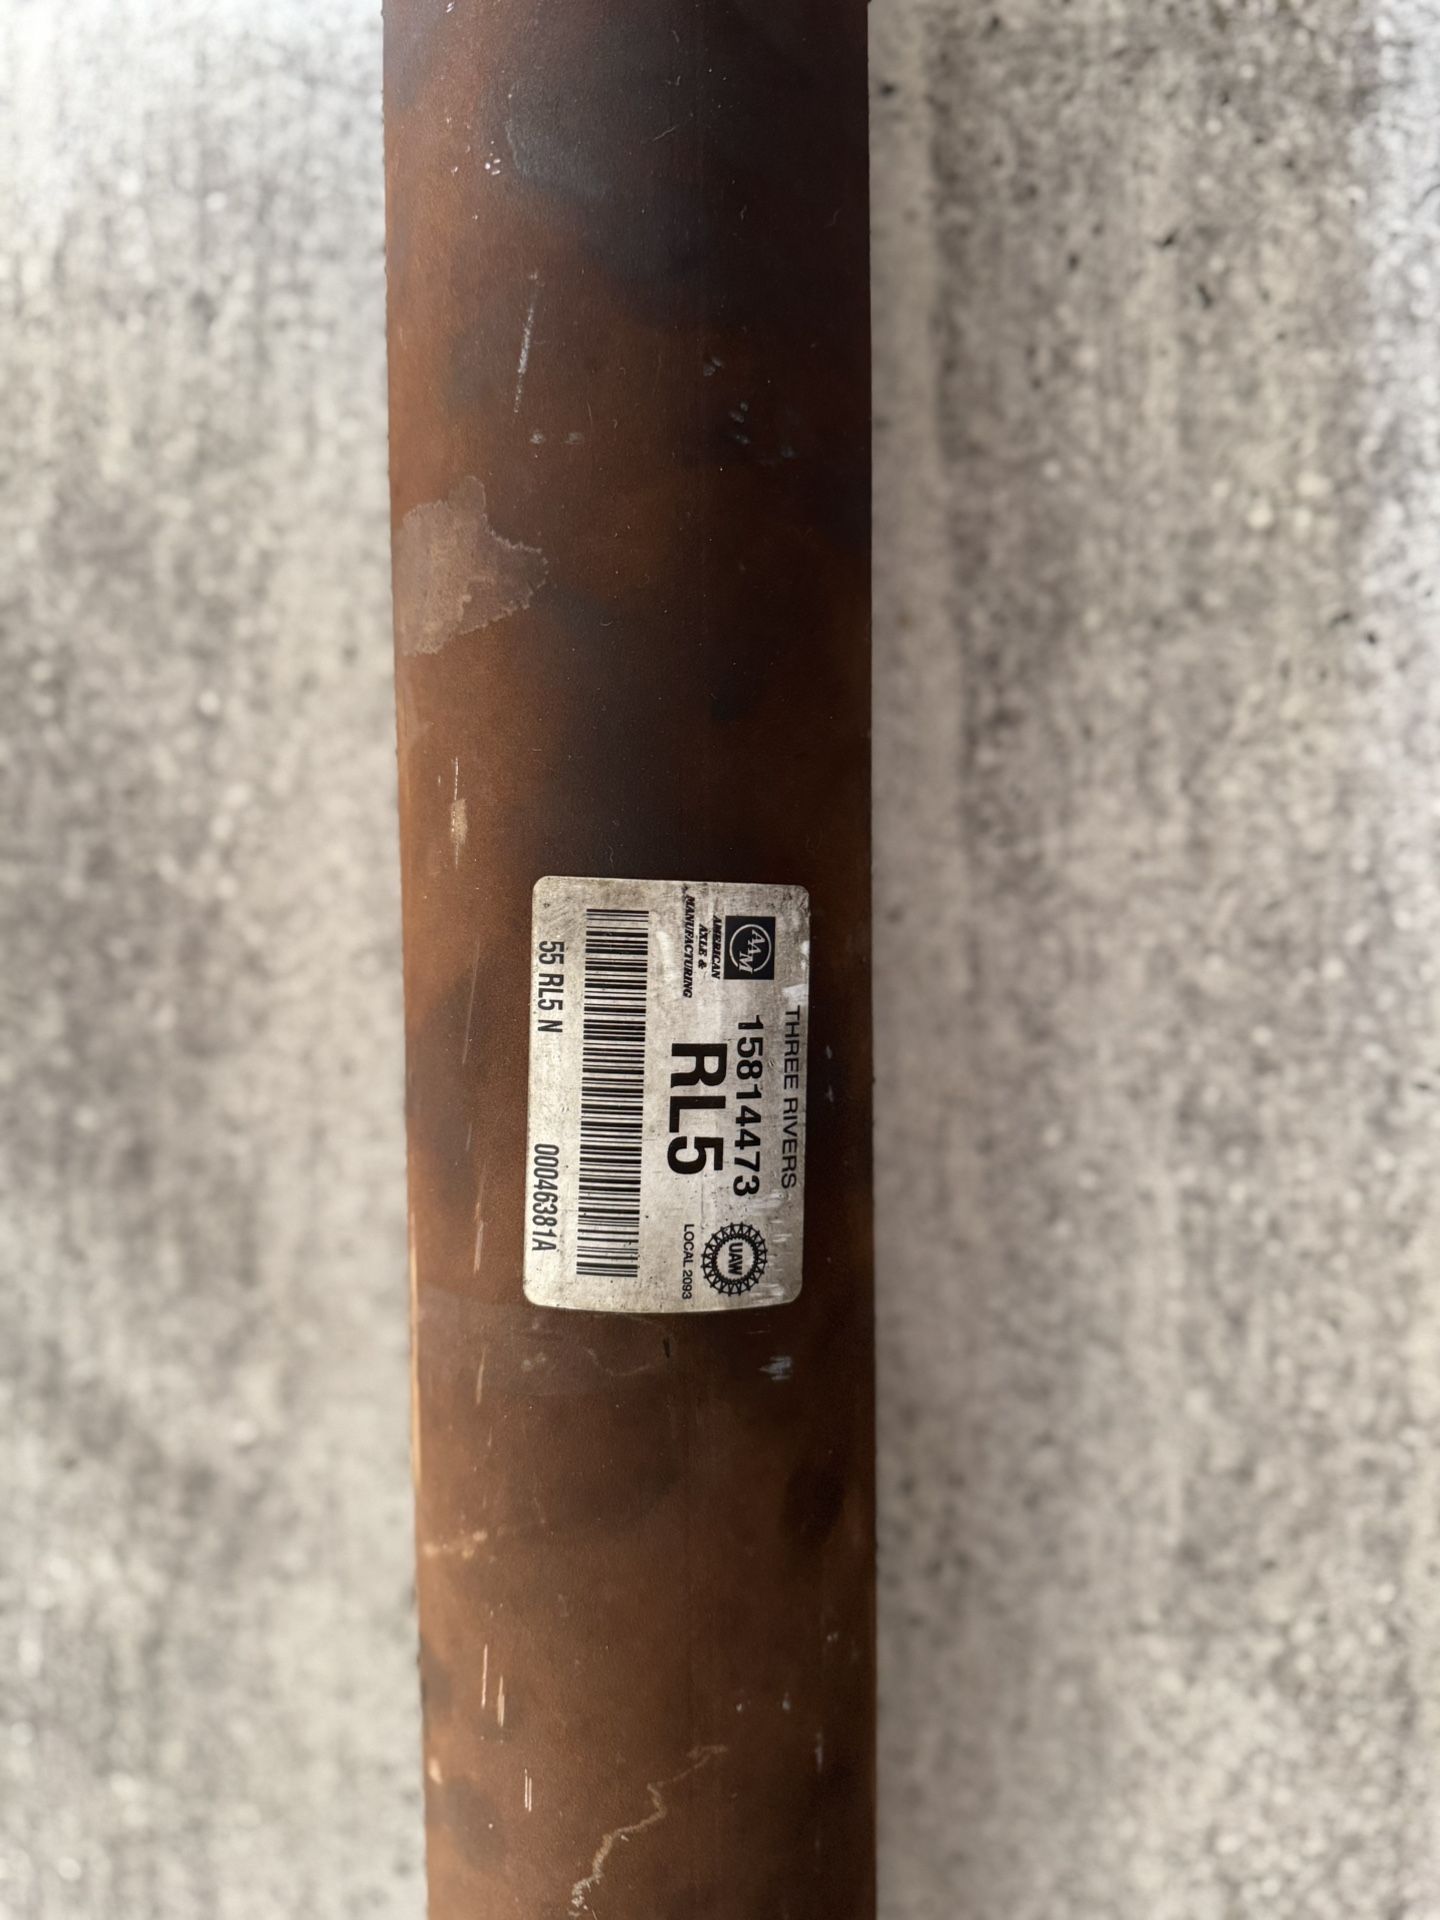 THREE RIVERS
AAM
AMERICAN
AXLE &
MANUFACTURING
15814473
RL5
UAW
LOCAL 2093
55 RL5 N 00046381A